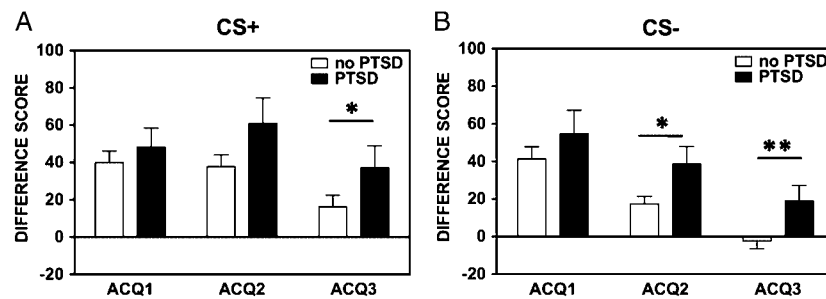 A
CS+
DIFFERENCE SCORE
100
80
60
40
20
0
-20
no PTSD
PTSD
*
ACQ1 ACQ2 ACQ3
B
CS-
DIFFERENCE SCORE
100
80
60
40
20
0
-20
no PTSD
PTSD
*
**
ACQ1 ACQ2 ACQ3